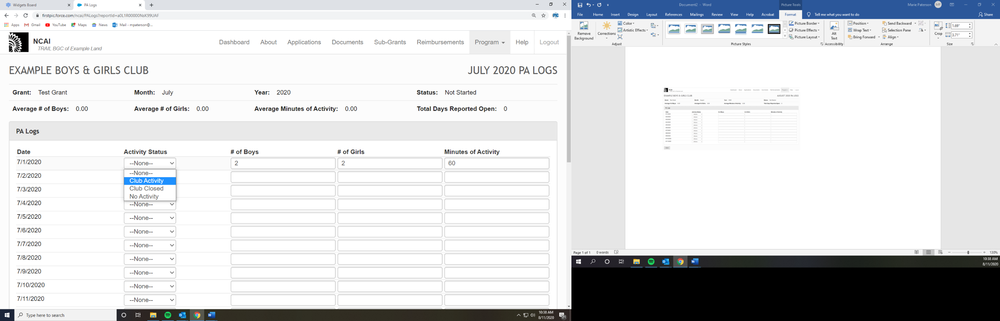 Widgets Board
PA Logs
firstpic.force.com/ncai/PALogs?reportId=a0L1R00000NsK99UAF
PIC
Apps Gmail YouTube Maps News Mail - mpaterson@...
NCAI
TRAIL BGC of Example Land
Dashboard About Applications Documents Sub-Grants Reimbursements Program Help Logout
EXAMPLE BOYS & GIRLS CLUB
JULY 2020 PA LOGS
Grant: Test Grant Month: July Year: 2020 Status: Not Started
Average # of Boys: 0.00 Average # of Girls: 0.00 Average Minutes of Activity: 0.00 Total Days Reported Open: 0
PA Logs
Date Activity Status # of Boys # of Girls Minutes of Activity
7/1/2020 --None-- 2 2 60
--None--
7/2/2020
Club Activity
Club Closed
7/3/2020
No Activity
7/4/2020 --None--
7/5/2020 --None--
7/6/2020 --None--
7/7/2020 --None--
7/8/2020 --None--
7/9/2020 --None--
7/10/2020 --None--
7/11/2020 --None--
Type here to search
10:38 AM
8/11/2020
21
Document2 - Word
Picture Tools
Marie Paterson MP
File Home Insert Design Layout References Mailings Review View Help Acrobat Format Tell me what you want to do Share
Remove
Background
Corrections
Color
Artistic Effects
Adjust
Picture Styles
Picture Border
Picture Effects
Picture Layout
Alt
Text
Accessibility
Position
Wrap Text
Bring Forward
Send Backward
Selection Pane
Align
Arrange
Crop
1.69"
3.71"
Size
NCAI
EXAMPLE BOYS & GIRLS CLUB
AUGUST 2020 PA LOGS
Page 1 of 1 0 words
130%
10:38 AM
8/11/2020